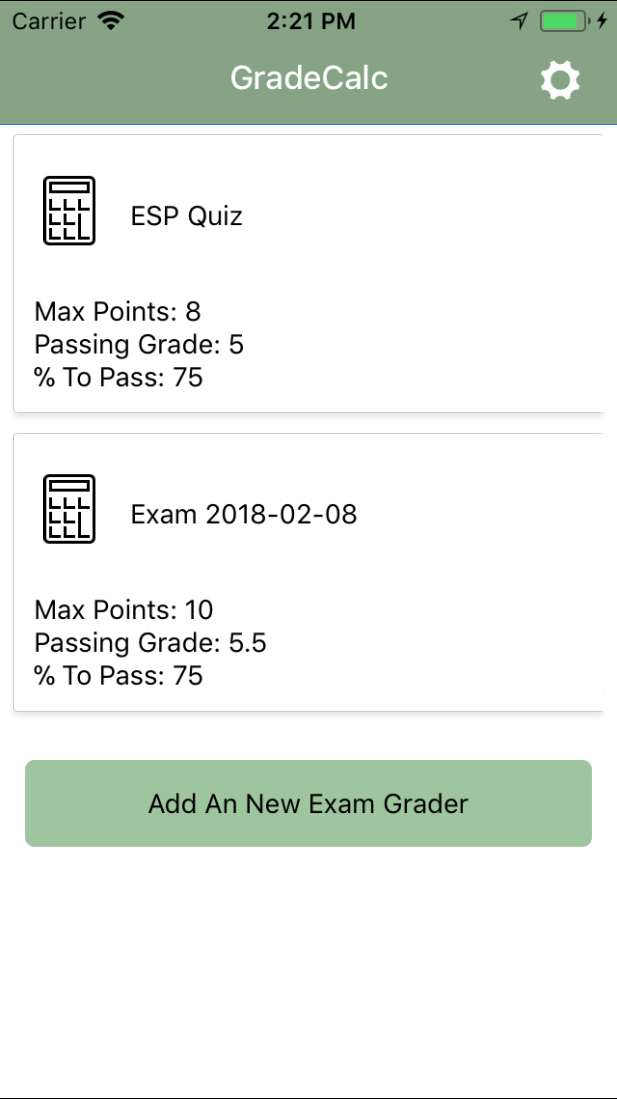 Carrier 2:21 PM
GradeCalc
ESP Quiz
Max Points: 8
Passing Grade: 5
% To Pass: 75
Exam 2018-02-08
Max Points: 10
Passing Grade: 5.5
% To Pass: 75
Add An New Exam Grader